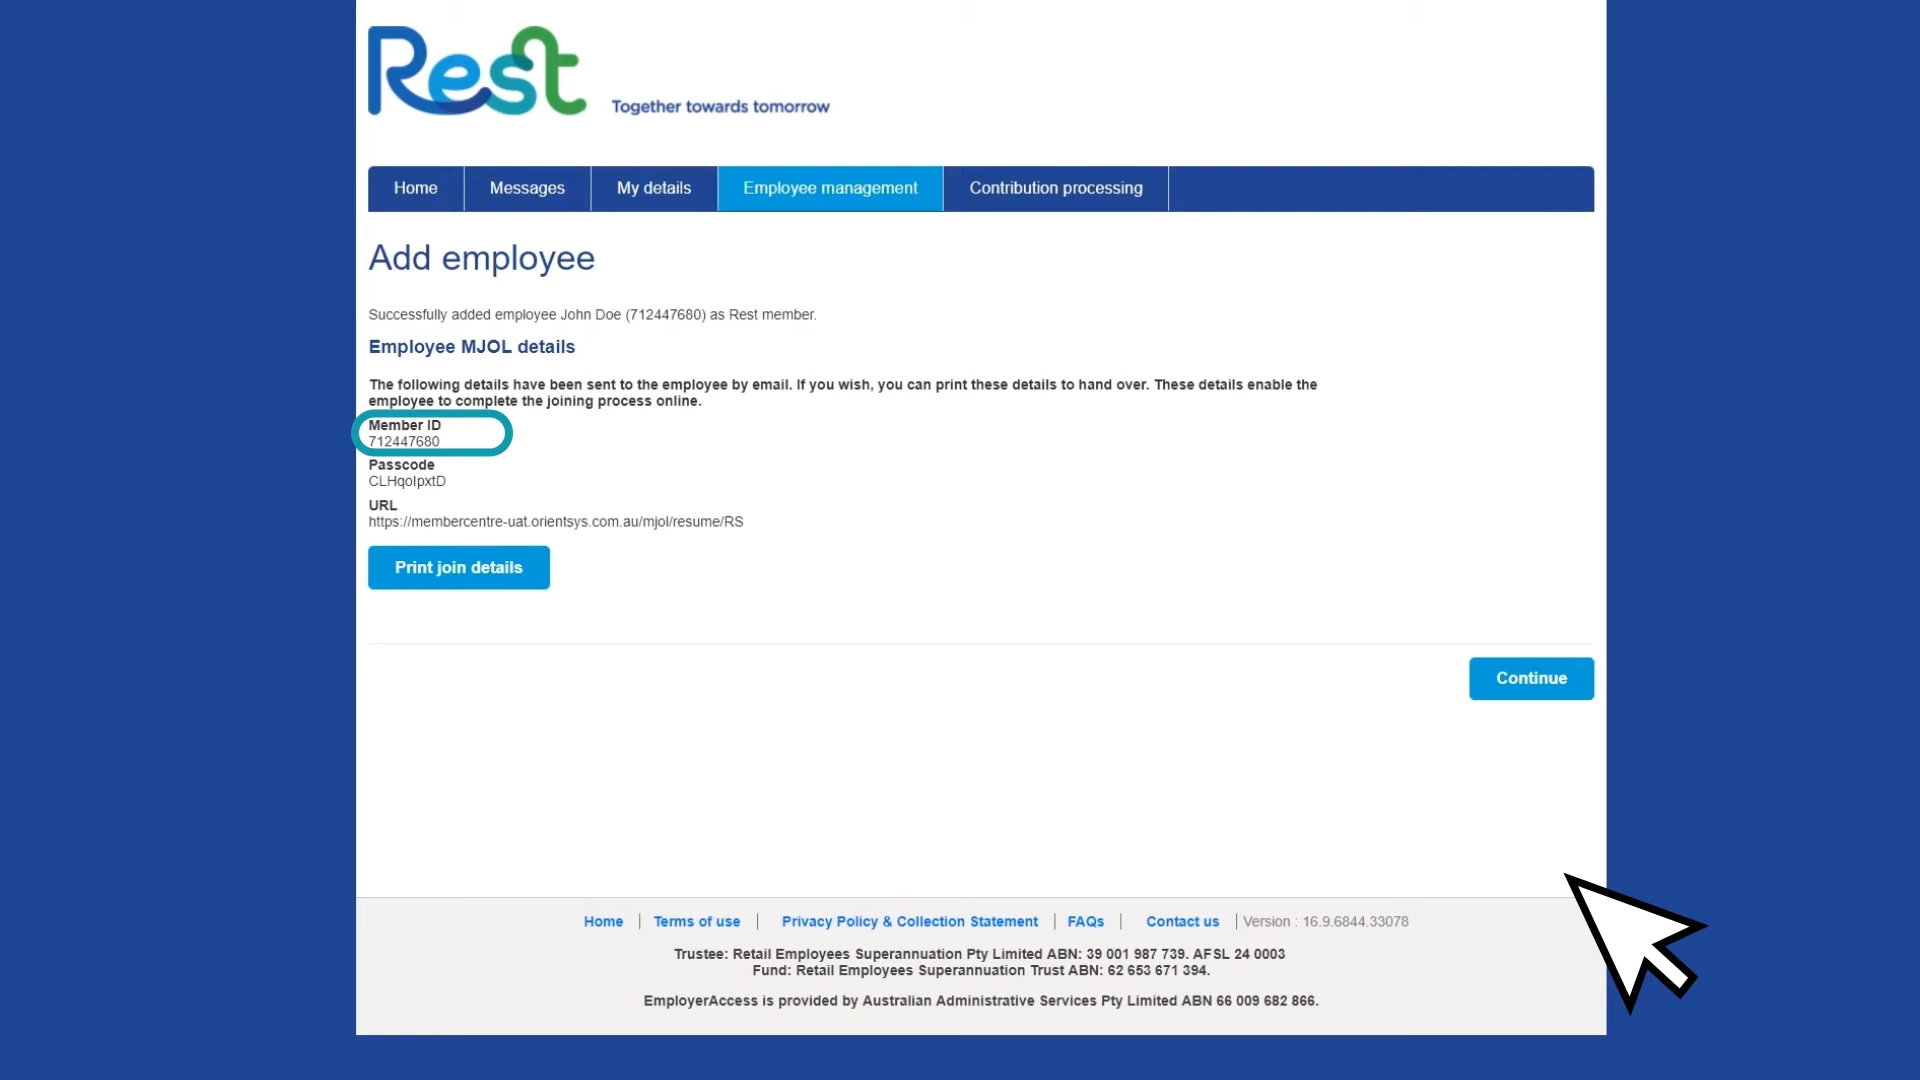 Rest
Together towards tomorrow
Home
Messages
My details
Employee management
Contribution processing
Add employee
Successfully added employee John Doe (712447680) as Rest member.
Employee MJOL details
The following details have been sent to the employee by email. If you wish, you can print these details to hand over. These details enable the
employee to complete the joining process online.
Member ID
712447680
Passcode
CLHqoIpxtD
URL
https://membercentre-uat.orientsys.com.au/mjol/resume/RS
Print join details
Continue
Home | Terms of use | Privacy Policy & Collection Statement | FAQs | Contact us | Version : 16.9.6844.33078
Trustee: Retail Employees Superannuation Pty Limited ABN: 39 001 987 739. AFSL 24 0003
Fund: Retail Employees Superannuation Trust ABN: 62 653 671 394.
EmployerAccess is provided by Australian Administrative Services Pty Limited ABN 66 009 682 866.